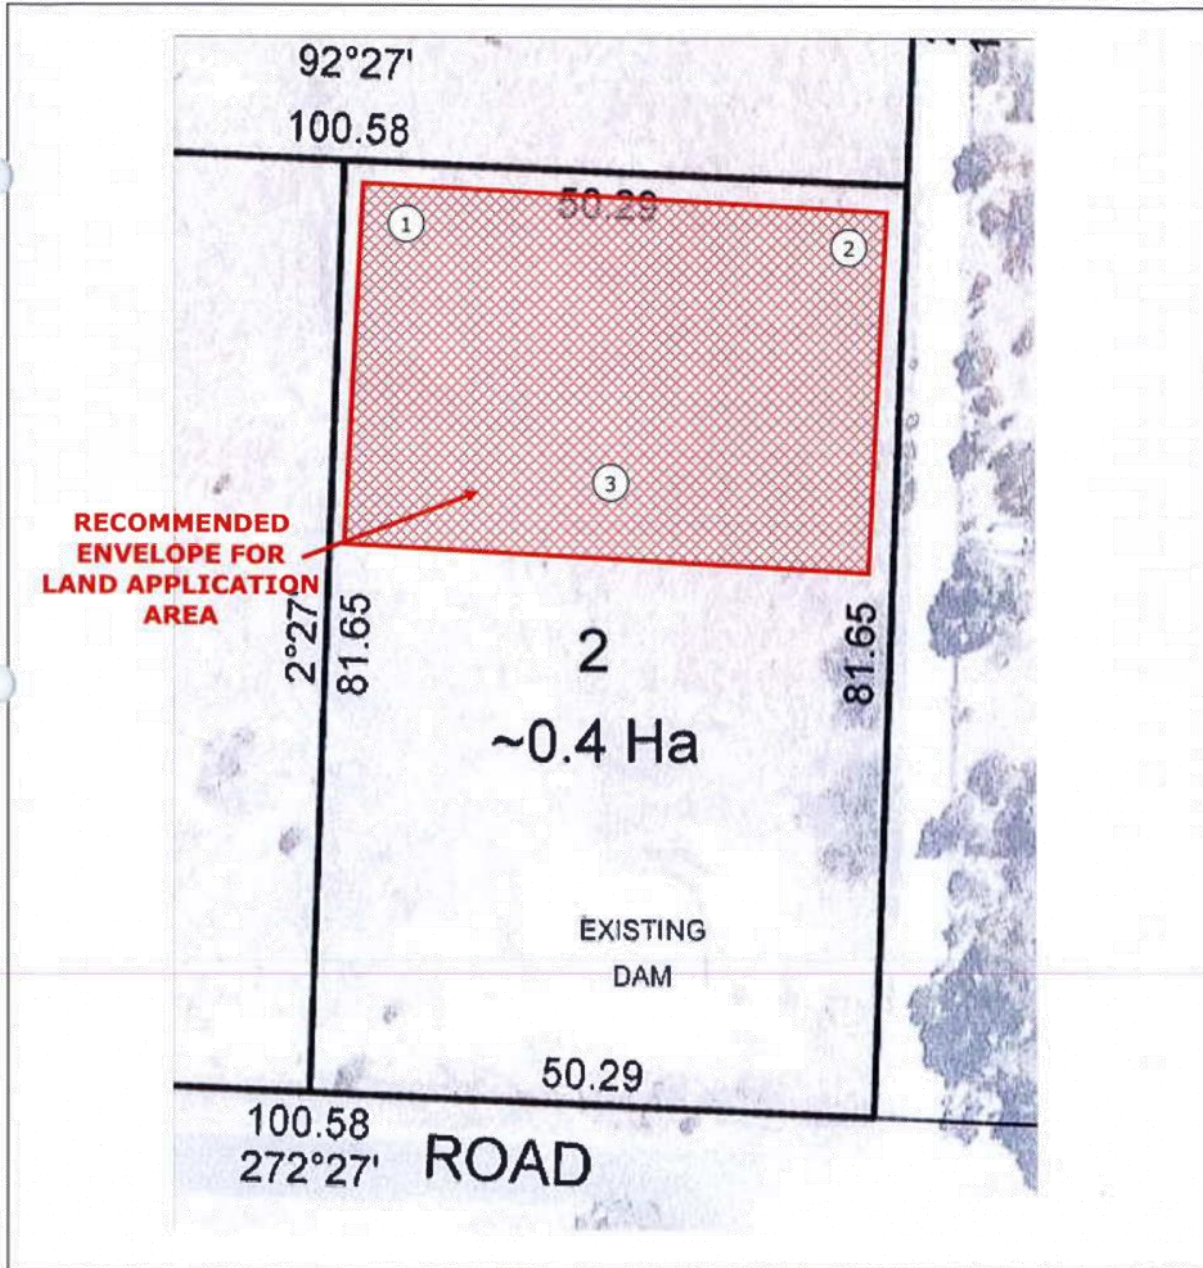 92°27'
100.58
50.29
1
2
3
RECOMMENDED
ENVELOPE FOR
LAND APPLICATION
AREA
2°27'
81.65
81.65
2
~0.4 Ha
EXISTING
DAM
50.29
100.58
272°27'
ROAD